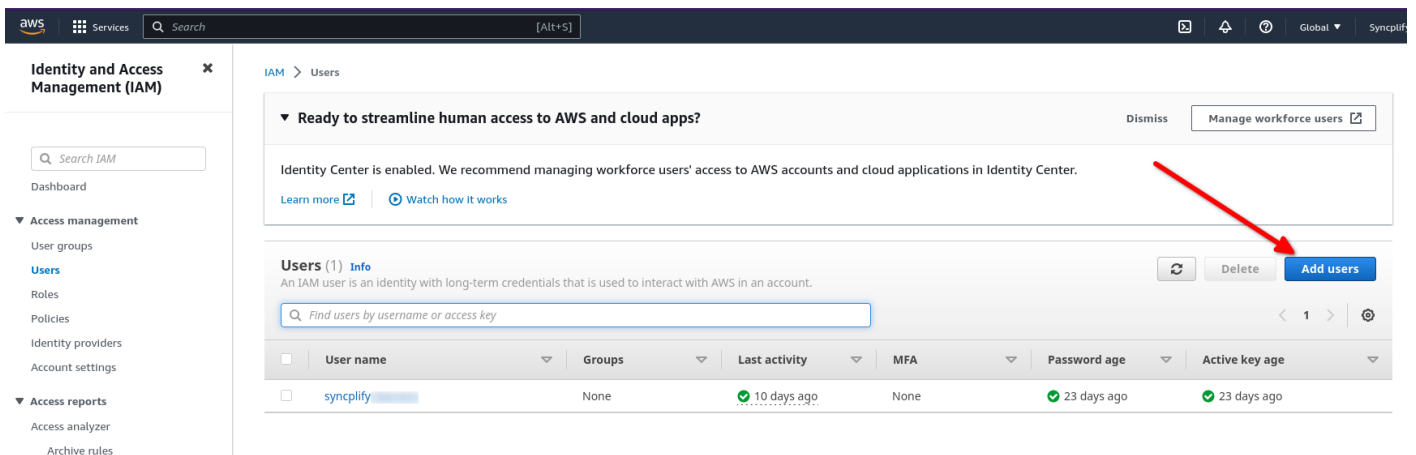 aws Services Search [Alt+S] Global Syncplify
Identity and Access
Management (IAM)
Search IAM
Dashboard
Access management
User groups
Users
Roles
Policies
Identity providers
Account settings
Access reports
Access analyzer
Archive rules
IAM > Users
Ready to streamline human access to AWS and cloud apps? Dismiss Manage workforce users
Identity Center is enabled. We recommend managing workforce users' access to AWS accounts and cloud applications in Identity Center.
Learn more Watch how it works
Users (1) Info Delete Add users
An IAM user is an identity with long-term credentials that is used to interact with AWS in an account.
Find users by username or access key < 1 >
User name Groups Last activity MFA Password age Active key age
syncplify None 10 days ago None 23 days ago 23 days ago